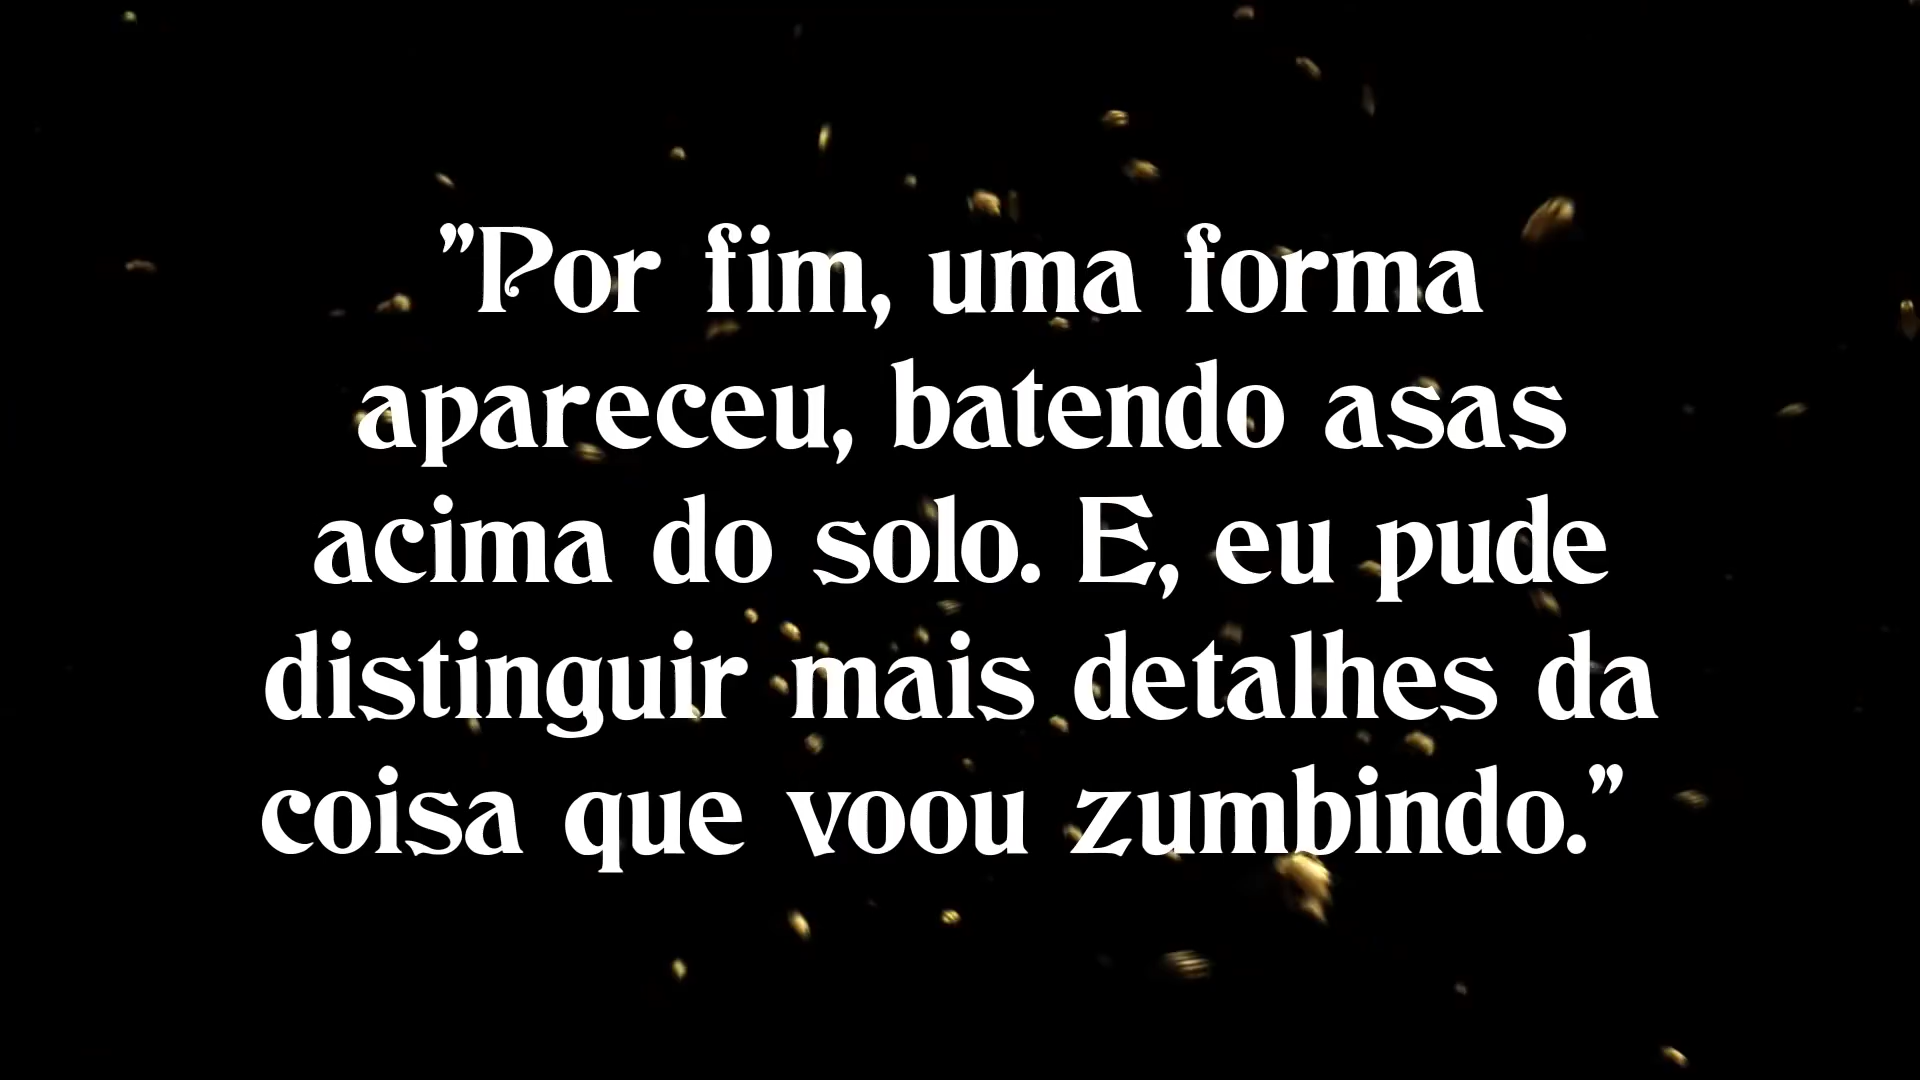 ”Por fim, uma forma
apareceu, batendo asas
acima do solo. E, eu pude
distinguir mais detalhes da
coisa que voou zumbindo.”